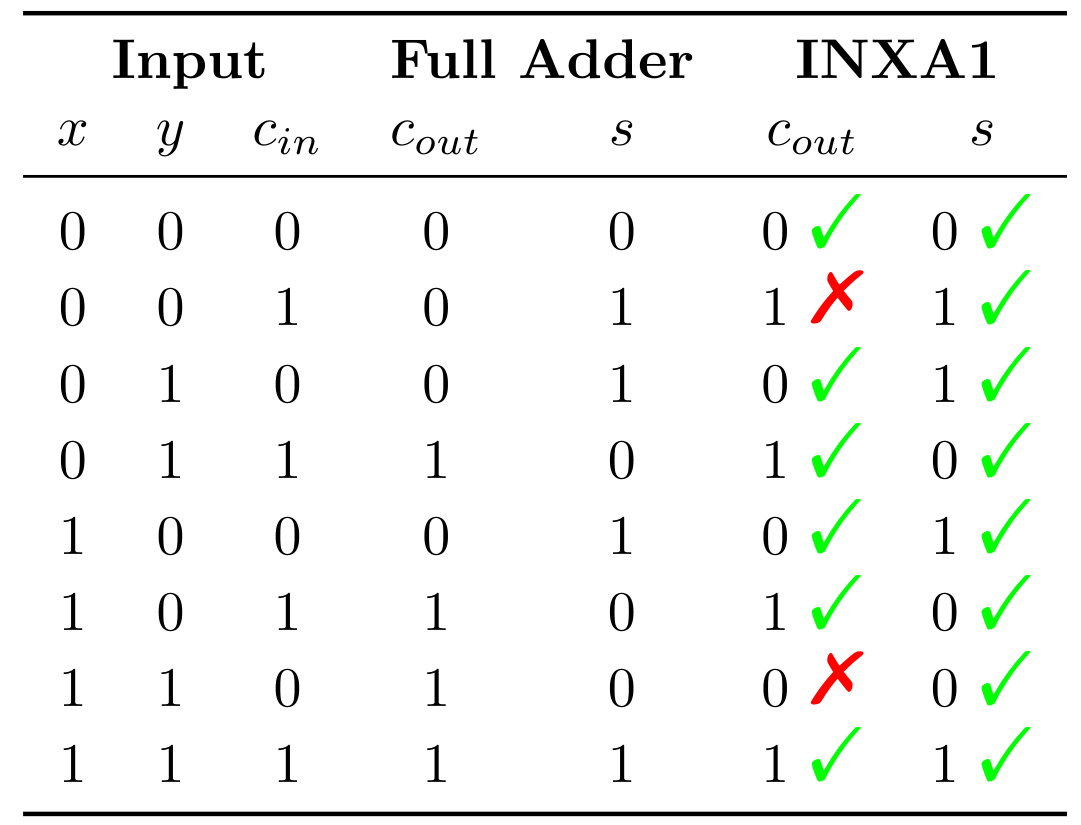 Input Full Adder INXA1
x y c_in c_out s c_out s
0 0 0 0 0 0 ✓ 0 ✓
0 0 1 0 1 1 ✗ 1 ✓
0 1 0 0 1 0 ✓ 1 ✓
0 1 1 1 0 1 ✓ 0 ✓
1 0 0 0 1 0 ✓ 1 ✓
1 0 1 1 0 1 ✓ 0 ✓
1 1 0 1 0 0 ✗ 0 ✓
1 1 1 1 1 1 ✓ 1 ✓